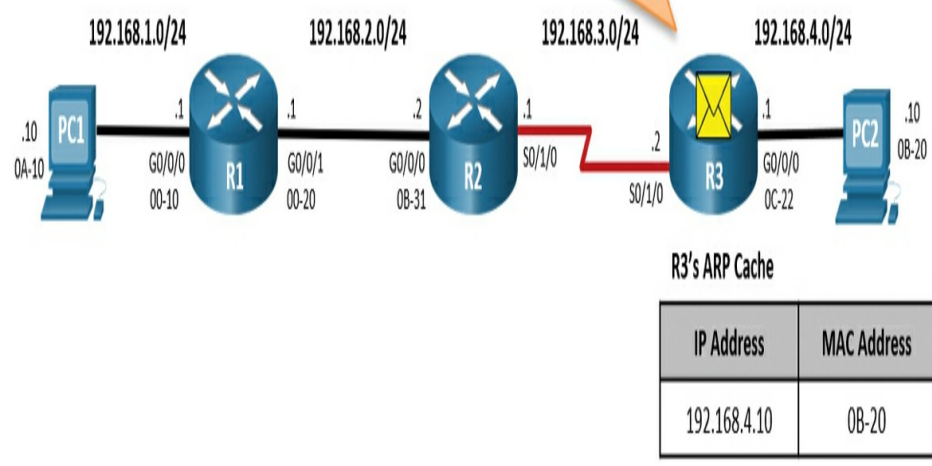 192.168.1.0/24 192.168.2.0/24 192.168.3.0/24 192.168.4.0/24
.10 PC1 .1 .1 .2 .1 .2 .1 PC2 .10
0A-10 G0/0/0 R1 G0/0/1 G0/0/0 R2 S0/1/0 S0/1/0 R3 G0/0/0 0B-20
00-10 00-20 0B-31 0C-22
R3's ARP Cache
IP Address MAC Address
192.168.4.10 0B-20